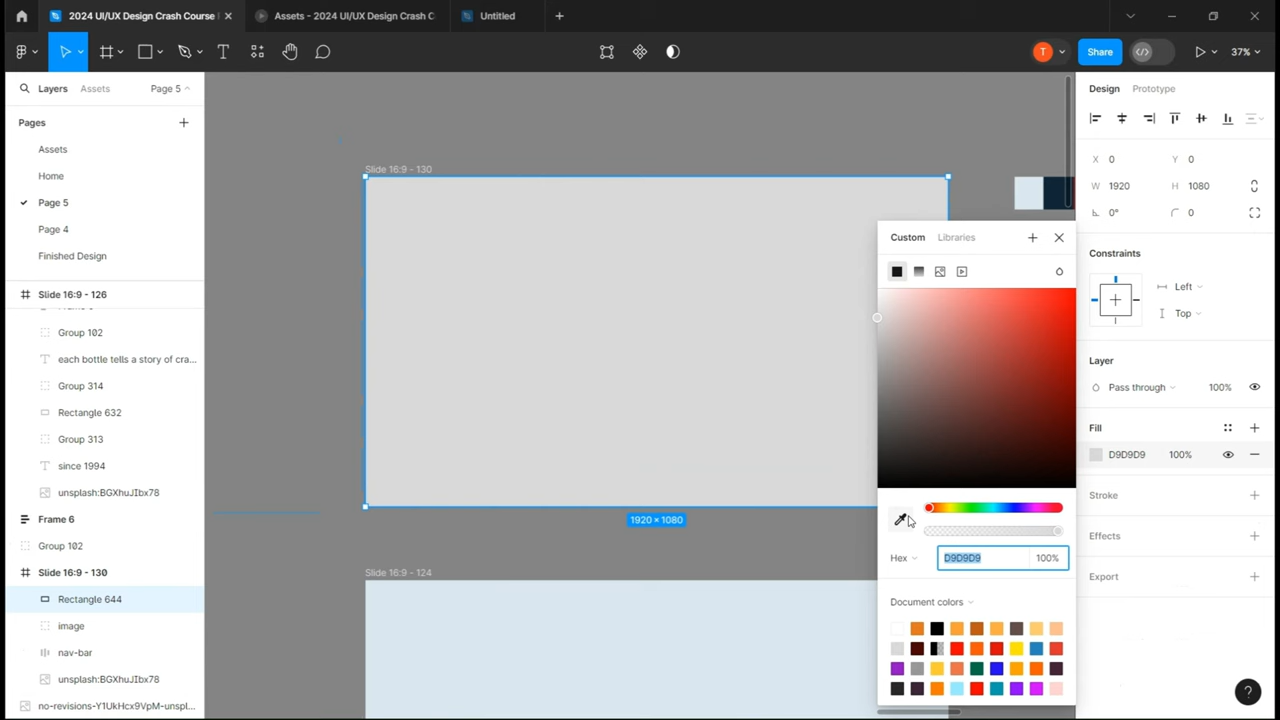 2024 UI/UX Design Crash Course
Assets - 2024 UI/UX Design Crash C
Untitled
T
Share
37%
Layers
Assets
Page 5
Pages
Assets
Home
Page 5
Page 4
Finished Design
Slide 16:9 - 126
Group 102
each bottle tells a story of cra...
Group 314
Rectangle 632
Group 313
since 1994
unsplash:BGXhuJIbx78
Frame 6
Group 102
Slide 16:9 - 130
Rectangle 644
image
nav-bar
unsplash:BGXhuJIbx78
no-revisions-Y1UkHcx9VpM-unspl...
Slide 16:9 - 130
1920 × 1080
Slide 16:9 - 124
Custom
Libraries
Hex
D9D9D9
100%
Document colors
Design
Prototype
X 0
Y 0
W 1920
H 1080
0°
0
Constraints
Left
Top
Layer
Pass through
100%
Fill
D9D9D9
100%
Stroke
Effects
Export
?